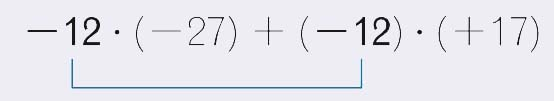 −12 · (−27) + (−12) · (+17)